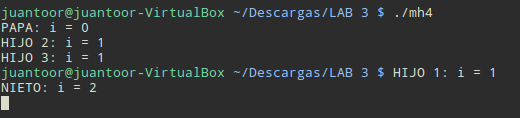 juantoor@juantoor-VirtualBox ~/Descargas/LAB 3 $ ./mh4
PAPA: i = 0
HIJO 2: i = 1
HIJO 3: i = 1
juantoor@juantoor-VirtualBox ~/Descargas/LAB 3 $ HIJO 1: i = 1
NIETO: i = 2